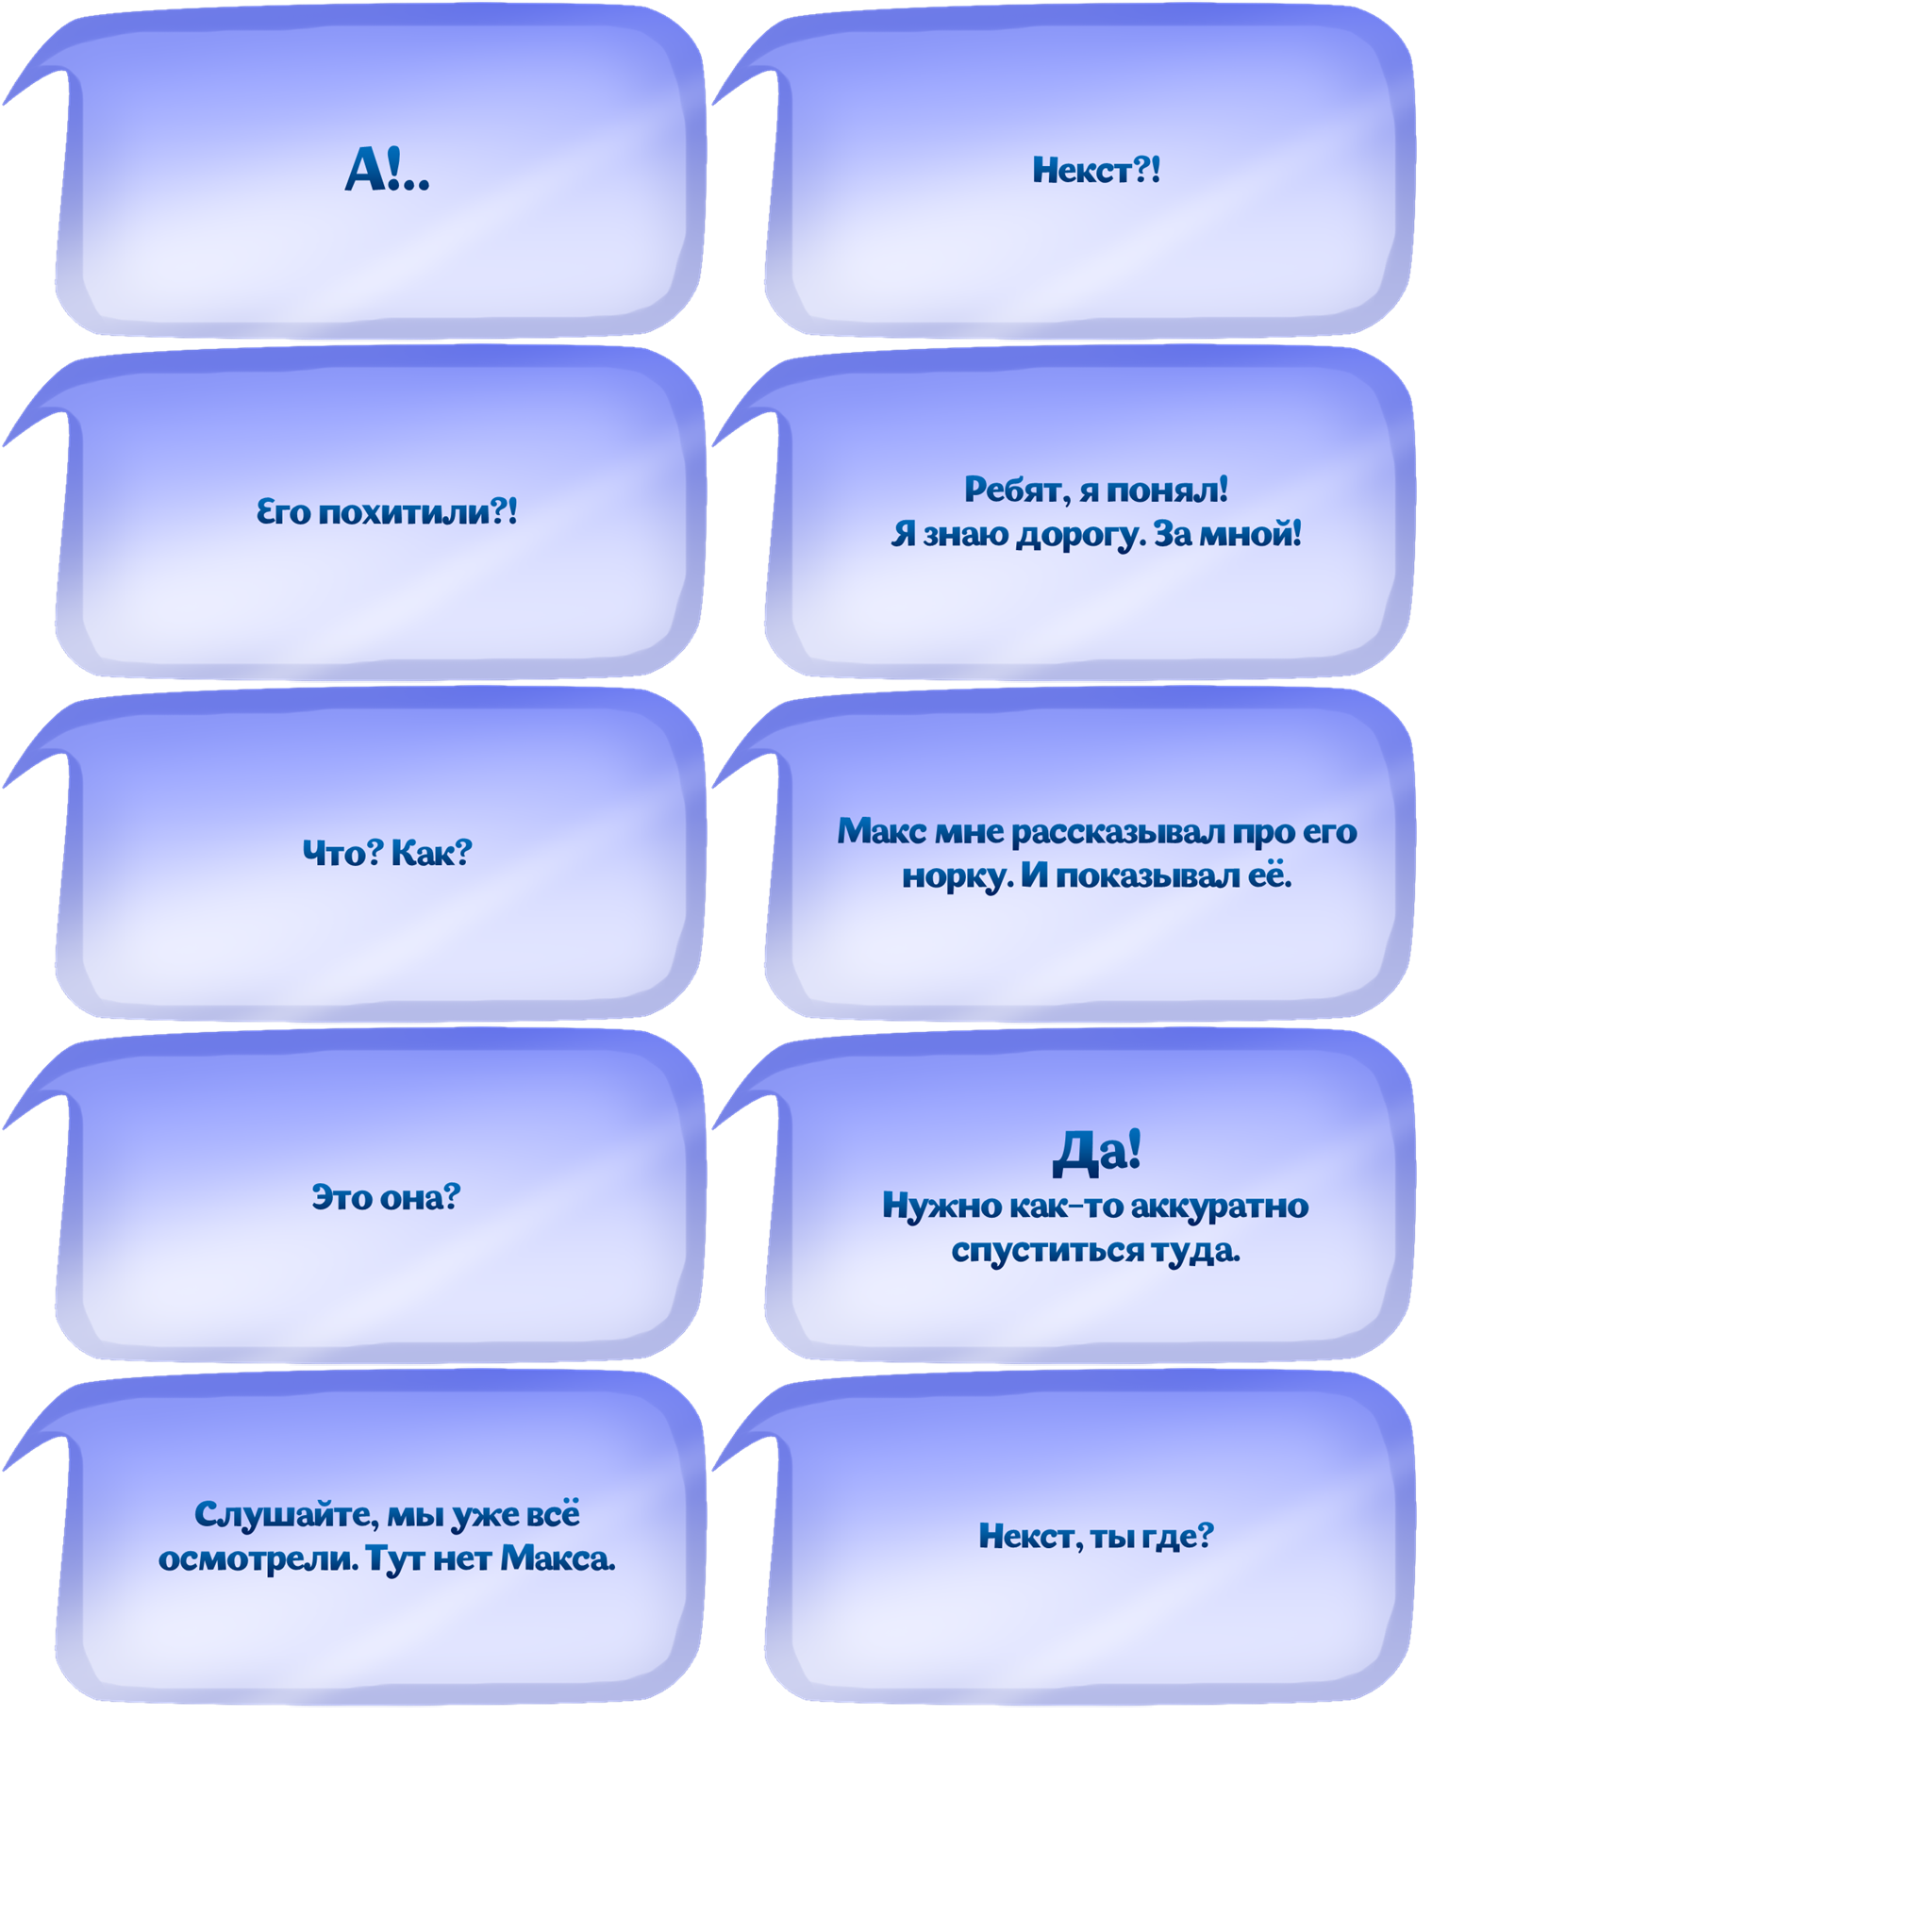 А!..
Некст?!
Его похитили?!
Ребят, я понял!
Я знаю дорогу. За мной!
Что? Как?
Макс мне рассказывал про его
норку. И показывал её.
Это она?
Да!
Нужно как-то аккуратно
спуститься туда.
Слушайте, мы уже всё
осмотрели. Тут нет Макса.
Некст, ты где?